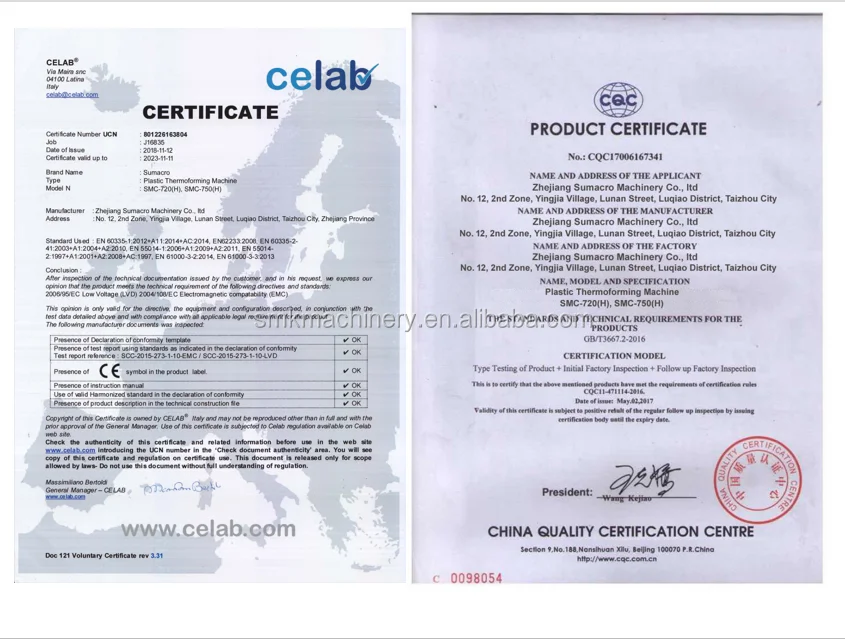 CELAB®
Via Maira snc
04100 Latina
Italy
celab@celab.com
celab
CERTIFICATE
Certificate Number UCN : 801226163804
Job : J16835
Date of Issue : 2018-11-12
Certificate valid up to : 2023-11-11
Brand Name : Sumacro
Type : Plastic Thermoforming Machine
Model N : SMC-720(H), SMC-750(H)
Manufacturer : Zhejiang Sumacro Machinery Co., ltd
Address : No. 12, 2nd Zone, Yingjia Village, Lunan Street, Luqiao District, Taizhou City, Zhejiang Province
Standard Used : EN 60335-1:2012+A11:2014+AC:2014, EN62233:2008, EN 60335-2-
41:2003+A1:2004+A2:2010, EN 55014-1:2006+A1:2009+A2:2011, EN 55014-
2:1997+A1:2001+A2:2008+AC:1997, EN 61000-3-2:2014, EN 61000-3-3:2013
Conclusion :
After inspection of the technical documentation issued by the customer, and in his request, we express our
opinion that the product meets the technical requirement of the following directives and standards:
2006/95/EC Low Voltage (LVD) 2004/108/EC Electromagnetic compatability (EMC)
This opinion is only valid for the directive, the equipment and configuration described, in conjunction with the
test data detailed above and with compliance with all applicable legal requirement for the product.
The following manufacturer documents was inspected:
Presence of Declaration of conformity template ✔ OK
Presence of test report using standards as indicated in the declaration of conformity
Test report reference : SCC-2015-273-1-10-EMC / SCC-2015-273-1-10-LVD ✔ OK
Presence of CE symbol in the product label. ✔ OK
Presence of instruction manual ✔ OK
Use of valid Harmonized standard in the declaration of conformity ✔ OK
Presence of product description in the technical construction file ✔ OK
Copyright of this Certificate is owned by CELAB® Italy and may not be reproduced other than in full and with the
prior approval of the General Manager. Use of this certificate is subjected to Celab regulation available on Celab
web site.
Check the authenticity of this certificate and related information before use in the web site
www.celab.com introducing the UCN number in the 'Check document authenticity' area. You will see
copy of this certificate and regulation on certificate use. This document is released only for scope
allowed by laws- Do not use this document without full understanding of regulation.
Massimiliano Bertoldi
General Manager – CELAB
www.celab.com
www.celab.com
Doc 121 Voluntary Certificate rev 3.31
CQC
PRODUCT CERTIFICATE
No.: CQC17006167341
NAME AND ADDRESS OF THE APPLICANT
Zhejiang Sumacro Machinery Co., ltd
No. 12, 2nd Zone, Yingjia Village, Lunan Street, Luqiao District, Taizhou City
NAME AND ADDRESS OF THE MANUFACTURER
Zhejiang Sumacro Machinery Co., ltd
No. 12, 2nd Zone, Yingjia Village, Lunan Street, Luqiao District, Taizhou City
NAME AND ADDRESS OF THE FACTORY
Zhejiang Sumacro Machinery Co., ltd
No. 12, 2nd Zone, Yingjia Village, Lunan Street, Luqiao District, Taizhou City
NAME, MODEL AND SPECIFICATION
Plastic Thermoforming Machine
SMC-720(H), SMC-750(H)
THE STANDARDS AND TECHNICAL REQUIREMENTS FOR THE
PRODUCTS
GB/T3667.2-2016
CERTIFICATION MODEL
Type Testing of Product + Initial Factory Inspection + Follow up Factory Inspection
This is to certify that the above mentioned products have met the requirements of certification rules
CQC11-471114-2016.
Date of issue: May.02,2017
Validity of this certificate is subject to positive result of the regular follow up inspection by issuing
certification body until the expiry date.
President:
Wang Kejiao
CHINA QUALITY CERTIFICATION CENTRE
中国质量认证中心
CHINA QUALITY CERTIFICATION CENTRE
Section 9,No.188,Nansihuan Xilu, Beijing 100070 P.R.China
http://www.cqc.com.cn
C 0098054
smkmachinery.en.alibaba.com